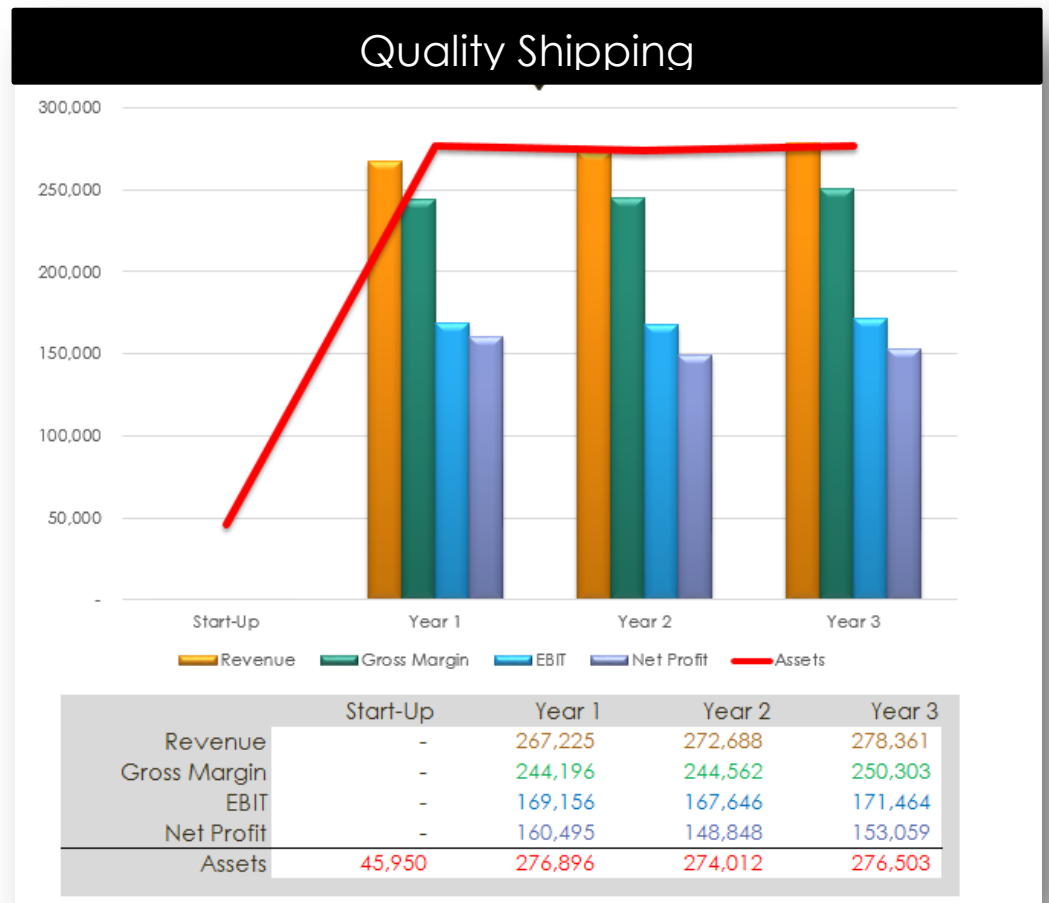 Quality Shipping
300,000
250,000
200,000
150,000
100,000
50,000
-
Start-Up Year 1 Year 2 Year 3
Revenue Gross Margin EBIT Net Profit Assets
Start-Up Year 1 Year 2 Year 3
Revenue - 267,225 272,688 278,361
Gross Margin - 244,196 244,562 250,303
EBIT - 169,156 167,646 171,464
Net Profit - 160,495 148,848 153,059
Assets 45,950 276,896 274,012 276,503